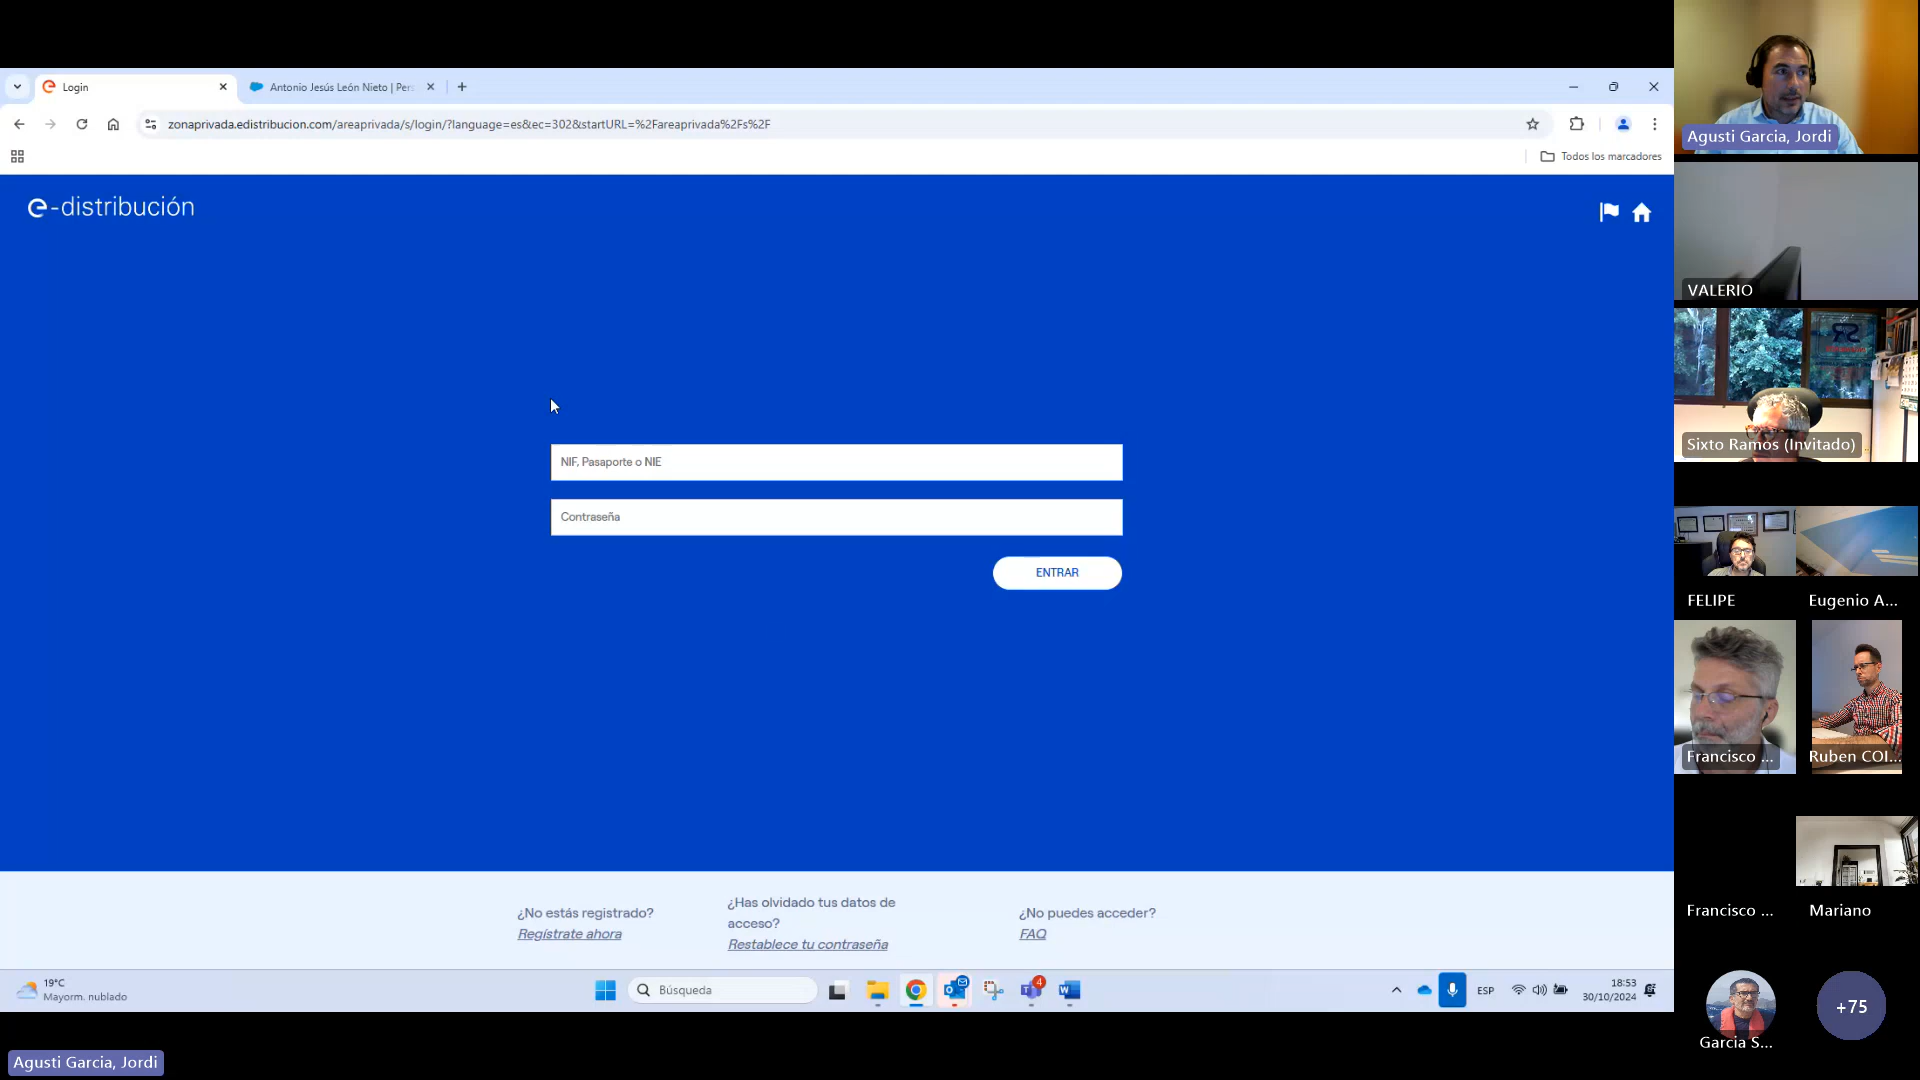 Login
Antonio Jesús León Nieto | Pers
zonaprivada.edistribucion.com/areaprivada/s/login/?language=es&ec=302&startURL=%2Fareaprivada%2Fs%2F
Todos los marcadores
e-distribución
NIF, Pasaporte o NIE
Contraseña
ENTRAR
¿No estás registrado?
Regístrate ahora
¿Has olvidado tus datos de
acceso?
Restablece tu contraseña
¿No puedes acceder?
FAQ
19°C
Mayorm. nublado
Búsqueda
4
ESP
18:53
30/10/2024
Agusti Garcia, Jordi
Agusti Garcia, Jordi
VALERIO
SR
Sixto Ramos (Invitado)
FELIPE
Eugenio A...
Francisco ...
Ruben COI...
Francisco ...
Mariano
Garcia S...
+75